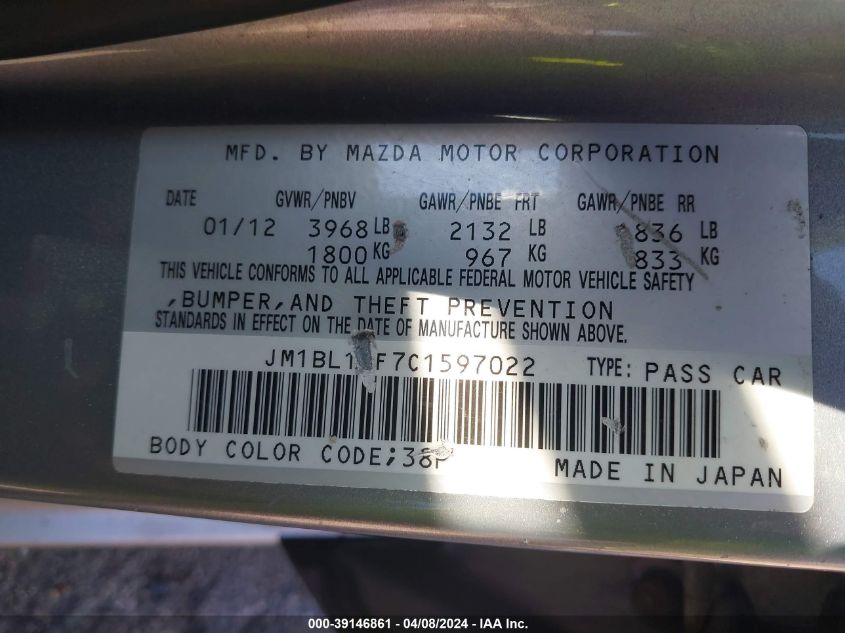 MFD. BY MAZDA MOTOR CORPORATION
DATE GVWR/PNBV GAWR/PNBE FRT GAWR/PNBE RR
01/12 3968 LB 2132 LB 836 LB
1800 KG 967 KG 833 KG
THIS VEHICLE CONFORMS TO ALL APPLICABLE FEDERAL MOTOR VEHICLE SAFETY
,BUMPER,AND THEFT PREVENTION
STANDARDS IN EFFECT ON THE DATE OF MANUFACTURE SHOWN ABOVE.
TYPE: PASS CAR
BODY COLOR CODE;38P MADE IN JAPAN
000-39146861 - 04/08/2024 - IAA Inc.